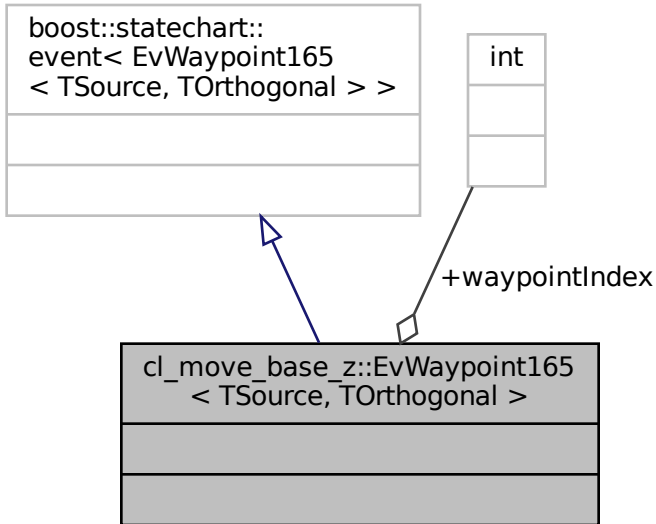 boost::statechart::
event< EvWaypoint165
< TSource, TOrthogonal > >
int
+waypointIndex
cl_move_base_z::EvWaypoint165
< TSource, TOrthogonal >